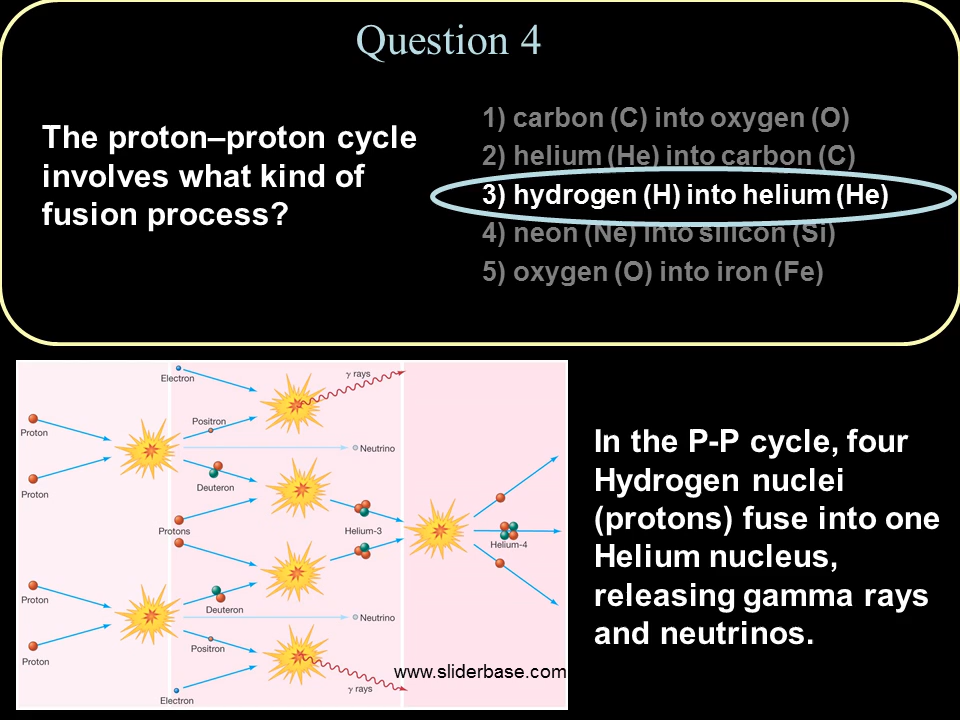 Question 4
The proton–proton cycle
involves what kind of
fusion process?
1) carbon (C) into oxygen (O)
2) helium (He) into carbon (C)
3) hydrogen (H) into helium (He)
4) neon (Ne) into silicon (Si)
5) oxygen (O) into iron (Fe)
Electron
γ rays
Positron
Proton
Neutrino
Proton
Deuteron
Protons
Helium-3
Helium-4
Proton
Deuteron
Neutrino
Proton
Positron
γ rays
Electron
www.sliderbase.com
In the P-P cycle, four
Hydrogen nuclei
(protons) fuse into one
Helium nucleus,
releasing gamma rays
and neutrinos.